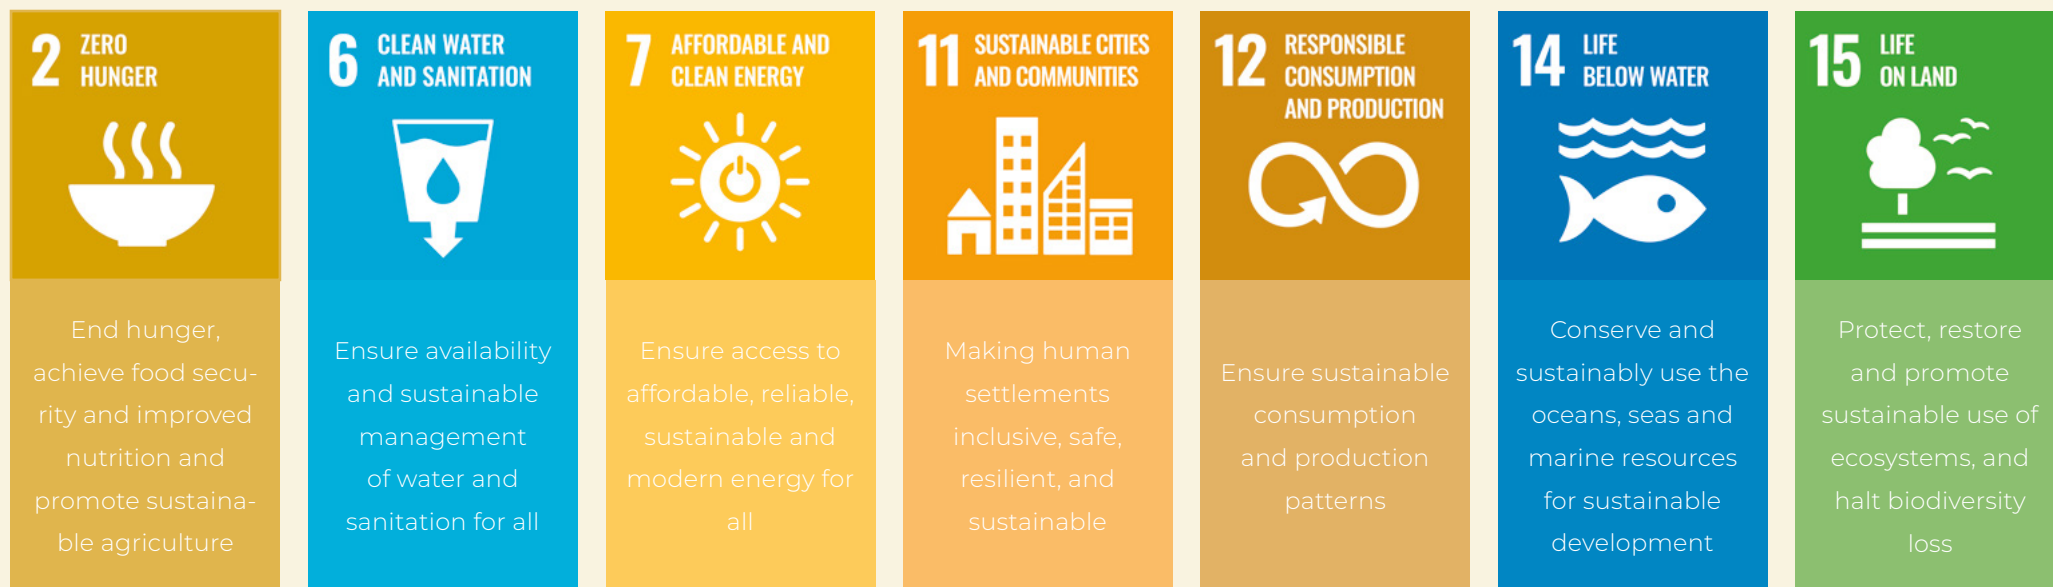 2
ZERO
HUNGER
End hunger,
achieve food secu-
rity and improved
nutrition and
promote sustaina-
ble agriculture
6
CLEAN WATER
AND SANITATION
Ensure availability
and sustainable
management
of water and
sanitation for all
7
AFFORDABLE AND
CLEAN ENERGY
Ensure access to
affordable, reliable,
sustainable and
modern energy for
all
11
SUSTAINABLE CITIES
AND COMMUNITIES
Making human
settlements
inclusive, safe,
resilient, and
sustainable
12
RESPONSIBLE
CONSUMPTION
AND PRODUCTION
Ensure sustainable
consumption
and production
patterns
14
LIFE
BELOW WATER
Conserve and
sustainably use the
oceans, seas and
marine resources
for sustainable
development
15
LIFE
ON LAND
Protect, restore
and promote
sustainable use of
ecosystems, and
halt biodiversity
loss